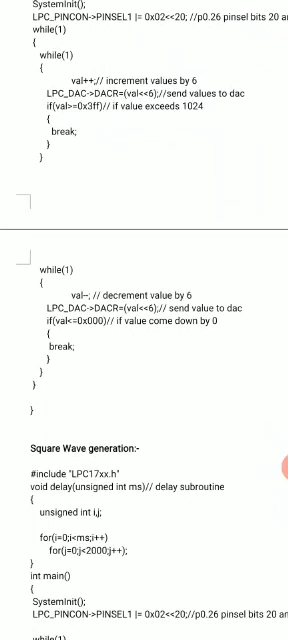 SystemInit();
LPC_PINCON->PINSEL1 |= 0x02<<20; //p0.26 pinsel bits 20 an
while(1)
{
while(1)
{
val++;// increment values by 6
LPC_DAC->DACR=(val<<6);//send values to dac
if(val>=0x3ff)// if value exceeds 1024
{
break;
}
}
while(1)
{
val--; // decrement value by 6
LPC_DAC->DACR=(val<<6);// send value to dac
if(val<=0x000)// if value come down by 0
{
break;
}
}
}
}
Square Wave generation:-
#include "LPC17xx.h"
void delay(unsigned int ms)// delay subroutine
{
unsigned int i,j;
for(i=0;i<ms;i++)
for(j=0;j<2000;j++);
}
int main()
{
SystemInit();
LPC_PINCON->PINSEL1 |= 0x02<<20;//p0.26 pinsel bits 20 an
while(1)